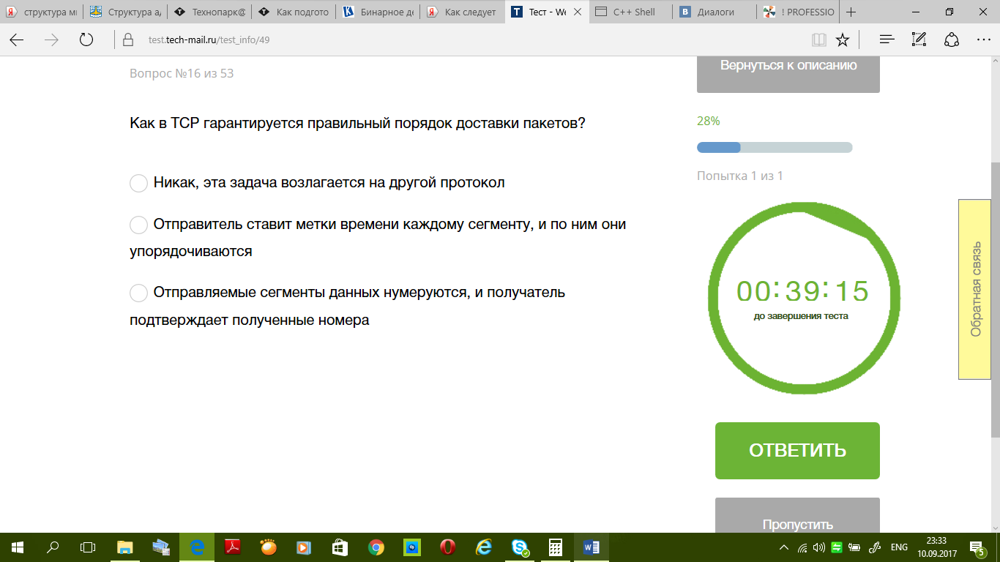 структура мн
Структура ад
Технопарк@
Как подгото
Бинарное де
Как следует
Тест - We
C++ Shell
Диалоги
! PROFESSIO
test.tech-mail.ru/test_info/49
Вопрос №16 из 53
Вернуться к описанию
Как в TCP гарантируется правильный порядок доставки пакетов?
28%
Никак, эта задача возлагается на другой протокол
Попытка 1 из 1
Отправитель ставит метки времени каждому сегменту, и по ним они
упорядочиваются
Отправляемые сегменты данных нумеруются, и получатель
подтверждает полученные номера
00:39:15
до завершения теста
Обратная связь
ОТВЕТИТЬ
Пропустить
ENG
23:33
10.09.2017
5